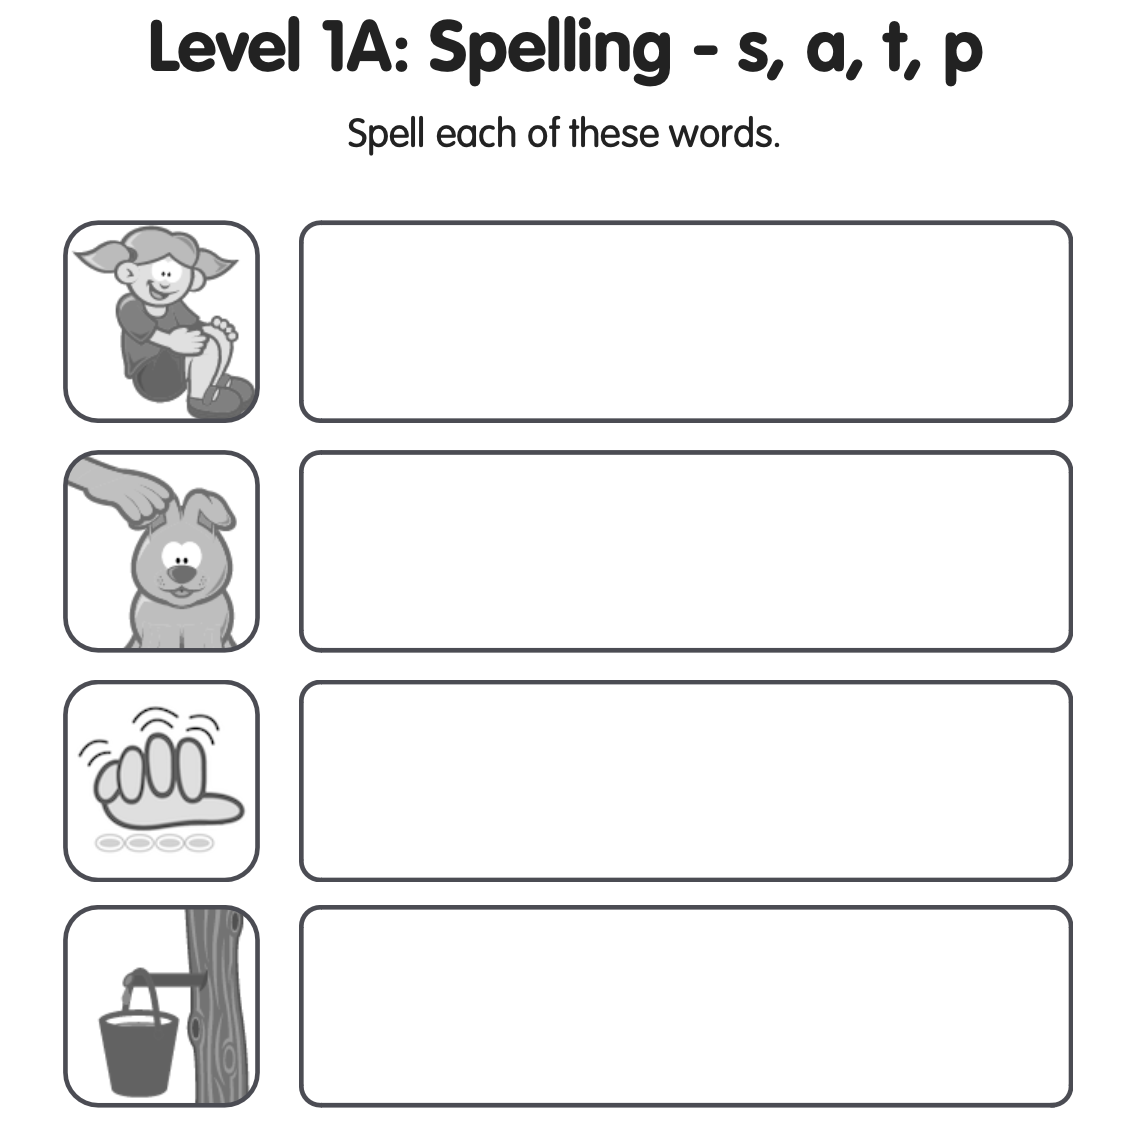 Level 1A: Spelling - s, a, t, p
Spell each of these words.